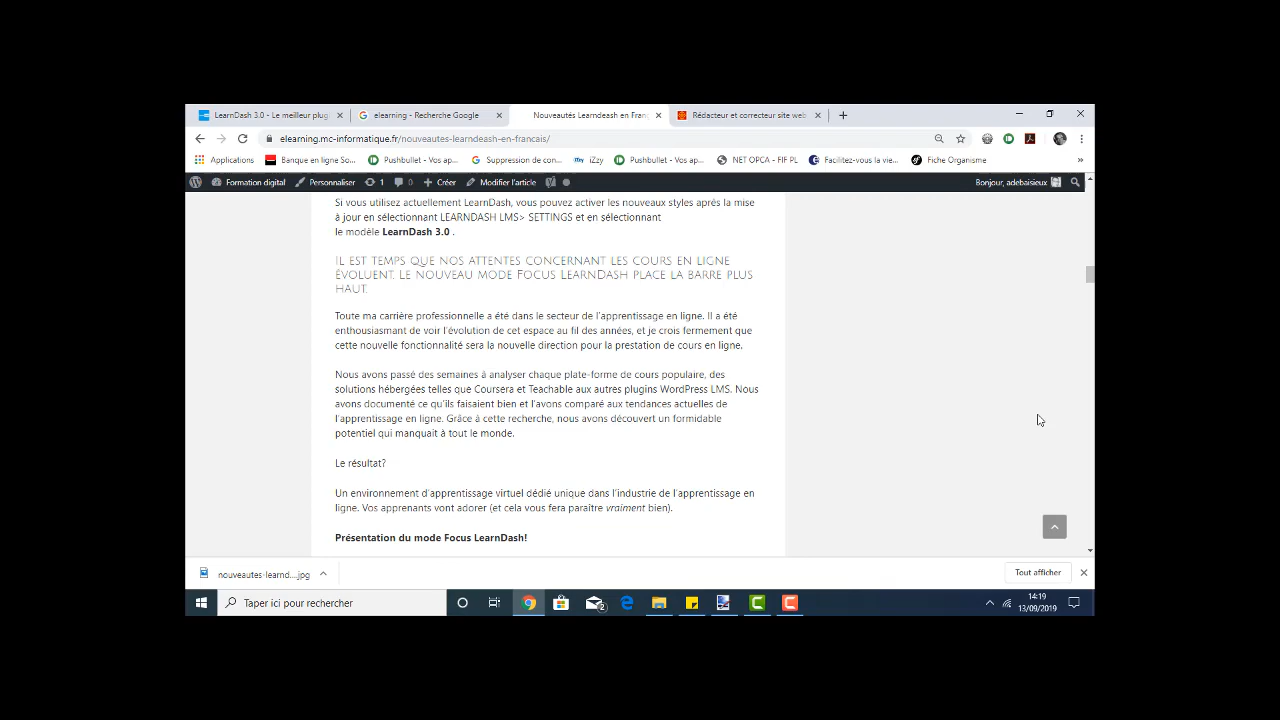 LearnDash 3.0 - Le meilleur plug
elearning - Recherche Google
Nouveautés Learndeash en Fran
Rédacteur et correcteur site web
elearning.mc-informatique.fr/nouveautes-learndeash-en-francais/
Applications
Banque en ligne So...
Pushbullet - Vos ap...
Suppression de con...
iZzy
Pushbullet - Vos ap...
NET OPCA - FIF PL
Facilitez-vous la vie...
Fiche Organisme
»
Formation digital
Personnaliser
1
0
Créer
Modifier l'article
Bonjour, adebaisieux
Si vous utilisez actuellement LearnDash, vous pouvez activer les nouveaux styles après la mise
à jour en sélectionnant LEARNDASH LMS> SETTINGS et en sélectionnant
le modèle LearnDash 3.0 .
Il est temps que nos attentes concernant les cours en ligne
évoluent. Le nouveau mode Focus LearnDash place la barre plus
haut.
Toute ma carrière professionnelle a été dans le secteur de l'apprentissage en ligne. Il a été
enthousiasmant de voir l'évolution de cet espace au fil des années, et je crois fermement que
cette nouvelle fonctionnalité sera la nouvelle direction pour la prestation de cours en ligne.
Nous avons passé des semaines à analyser chaque plate-forme de cours populaire, des
solutions hébergées telles que Coursera et Teachable aux autres plugins WordPress LMS. Nous
avons documenté ce qu'ils faisaient bien et l'avons comparé aux tendances actuelles de
l'apprentissage en ligne. Grâce à cette recherche, nous avons découvert un formidable
potentiel qui manquait à tout le monde.
Le résultat?
Un environnement d'apprentissage virtuel dédié unique dans l'industrie de l'apprentissage en
ligne. Vos apprenants vont adorer (et cela vous fera paraître vraiment bien).
Présentation du mode Focus LearnDash!
nouveautes-learnd....jpg
Tout afficher
Taper ici pour rechercher
2
14:19
13/09/2019